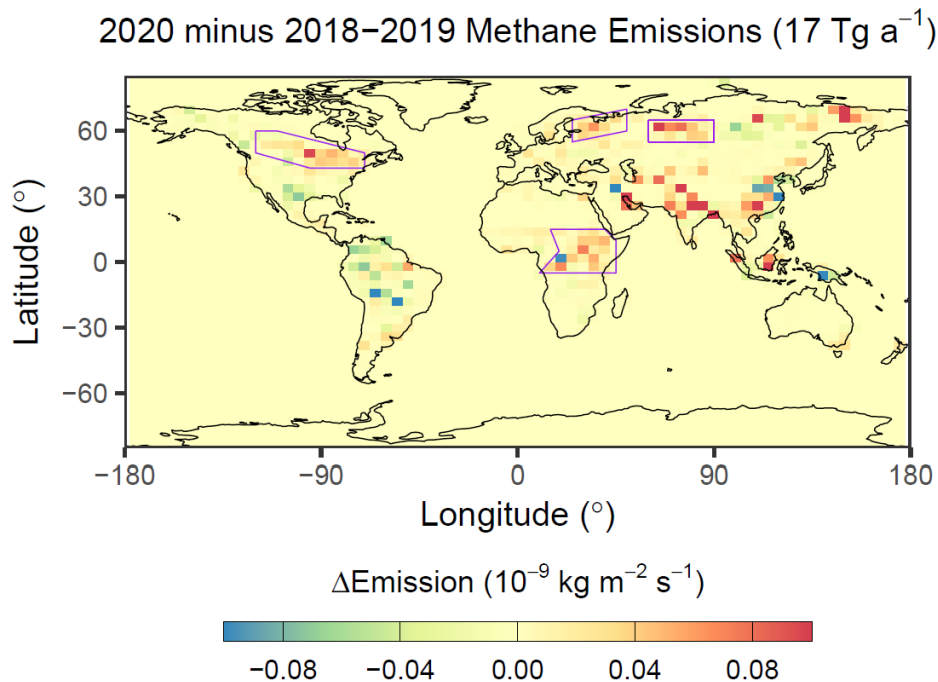 2020 minus 2018−2019 Methane Emissions (17 Tg a⁻¹)
Latitude (°)
60
30
0
−30
−60
−180 −90 0 90 180
Longitude (°)
ΔEmission (10⁻⁹ kg m⁻² s⁻¹)
−0.08 −0.04 0.00 0.04 0.08